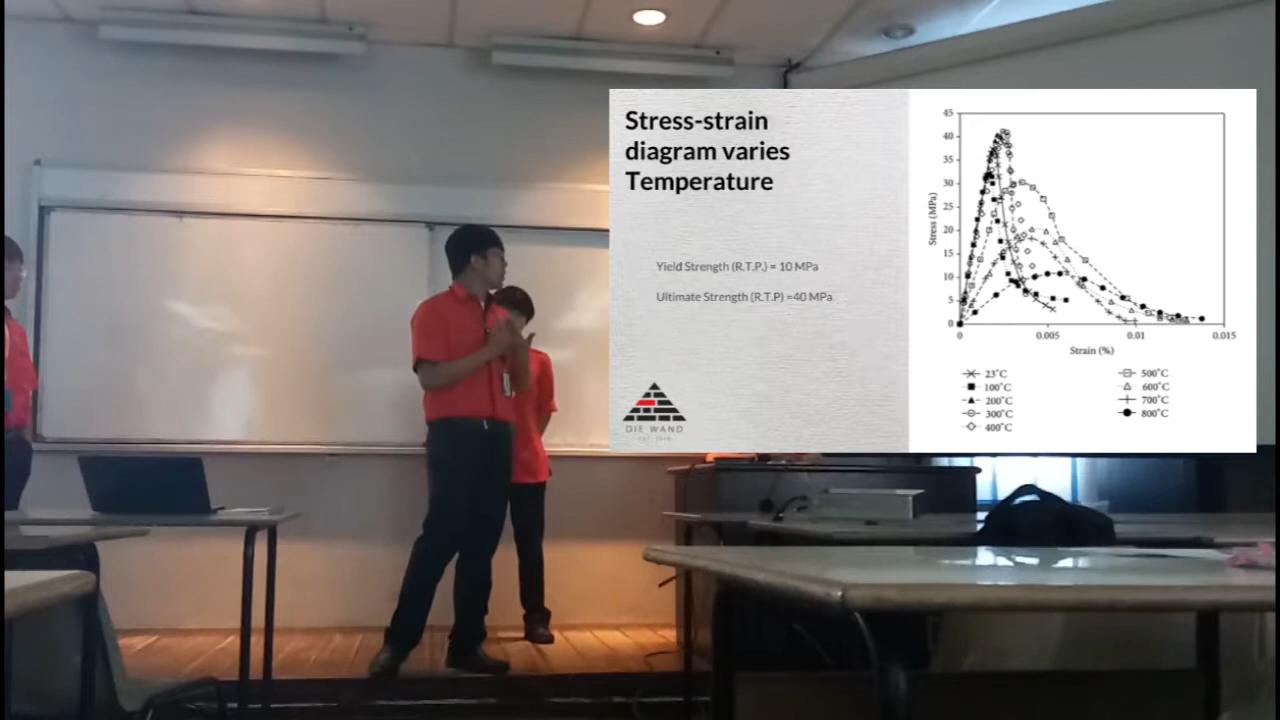 Stress-strain
diagram varies
Temperature
Yield Strength (R.T.P.) = 10 MPa
Ultimate Strength (R.T.P) =40 MPa
DIE WAND
45
40
35
30
25
20
15
10
5
0
Stress (MPa)
0
0.005
0.01
0.015
Strain (%)
23°C
100°C
200°C
300°C
400°C
500°C
600°C
700°C
800°C